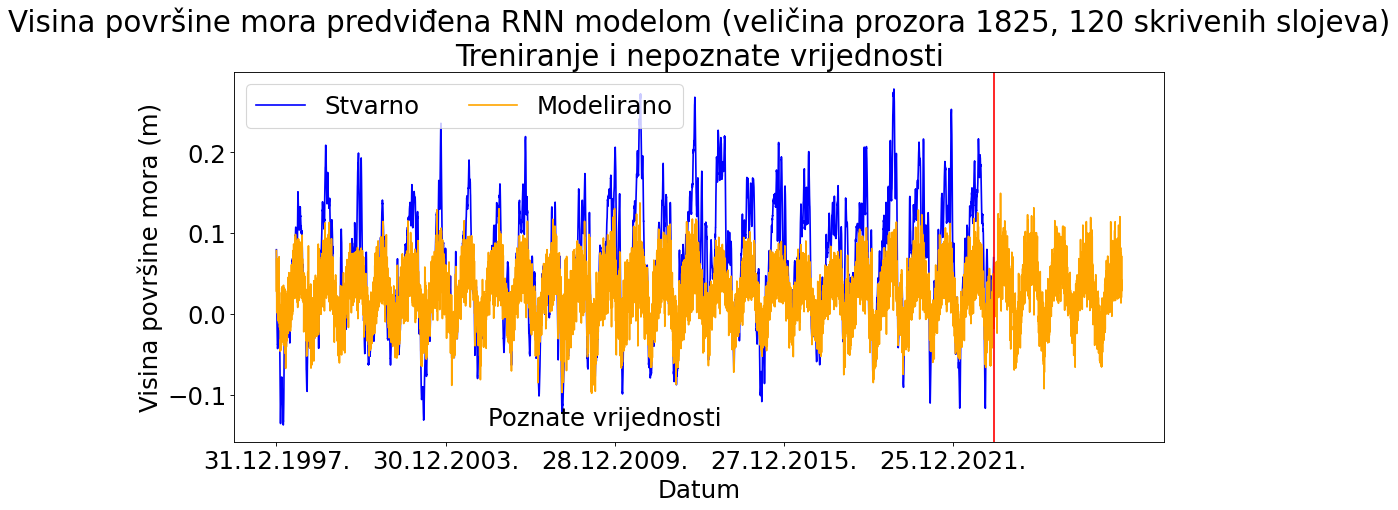 Visina površine mora predviđena RNN modelom (veličina prozora 1825, 120 skrivenih slojeva)
Treniranje i nepoznate vrijednosti
Stvarno
Modelirano
Visina površine mora (m)
0.2
0.1
0.0
−0.1
Poznate vrijednosti
31.12.1997.
30.12.2003.
28.12.2009.
27.12.2015.
25.12.2021.
Datum